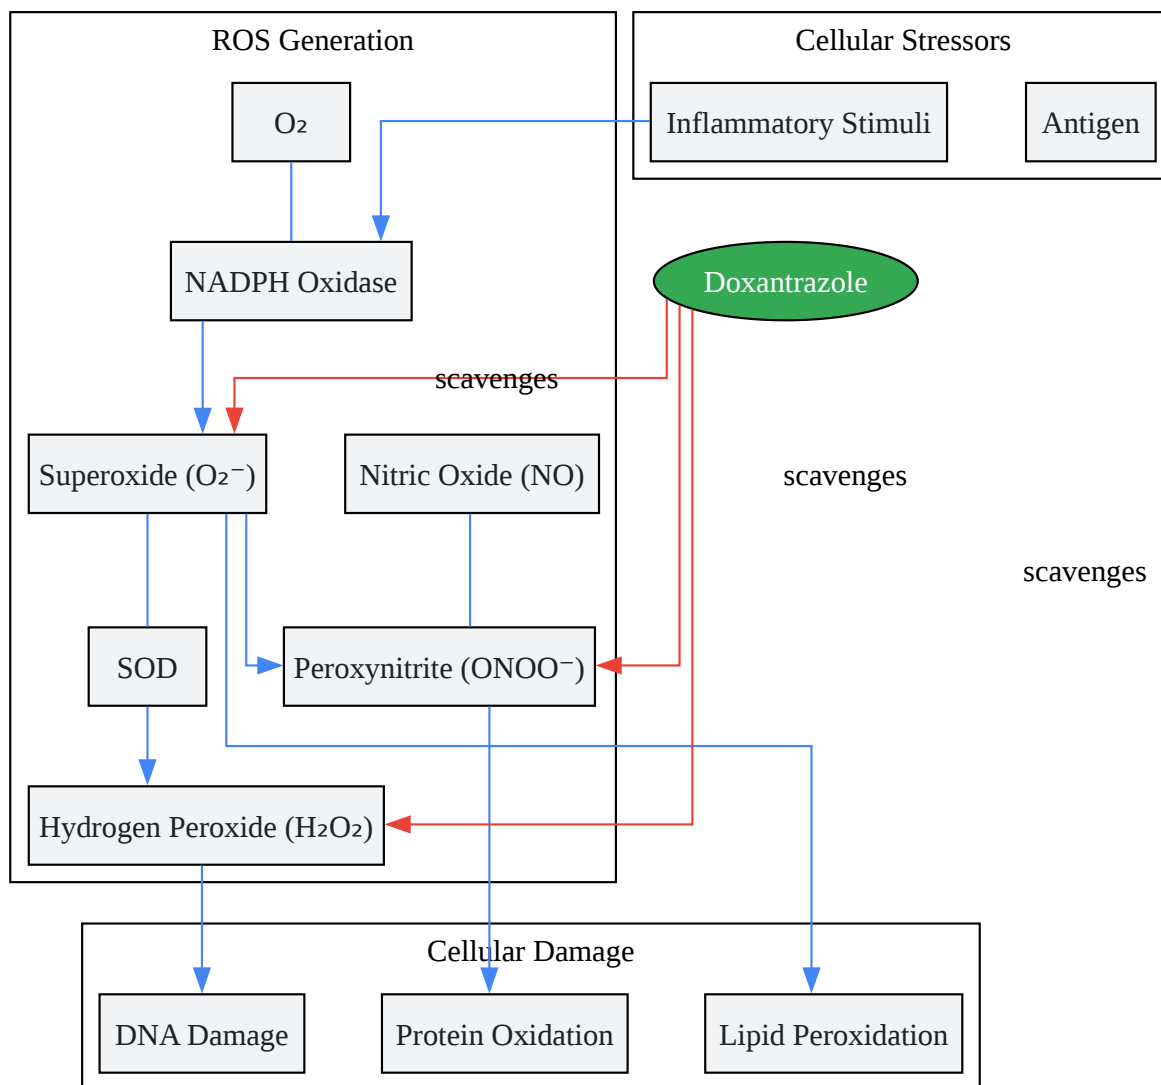 ROS Generation
Cellular Stressors
O₂
Inflammatory Stimuli
Antigen
NADPH Oxidase
Doxantrazole
scavenges
Superoxide (O₂⁻)
Nitric Oxide (NO)
scavenges
scavenges
SOD
Peroxynitrite (ONOO⁻)
Hydrogen Peroxide (H₂O₂)
Cellular Damage
DNA Damage
Protein Oxidation
Lipid Peroxidation